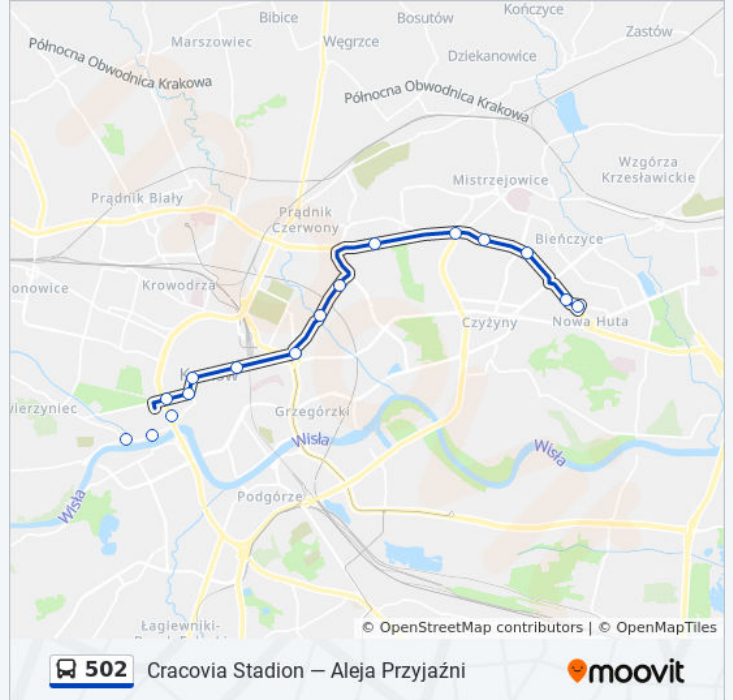 Kończyce
Bibice
Bosutów
Zastów
Marszowiec
Węgrzce
Północna Obwodnica Krakowa
Dziekanowice
Północna Obwodnica Krakowa
Wzgórza
Krzesławickie
Mistrzejowice
Prądnik Biały
Prądnik
Czerwony
Bieńczyce
onowice
Krowodrza
Czyżyny
Nowa Huta
wierzyniec
Grzegórzki
Wisła
Wisła
Wisła
Podgórze
Łagiewniki-
© OpenStreetMap contributors | © OpenMapTiles
502 Cracovia Stadion — Aleja Przyjaźni
moovit